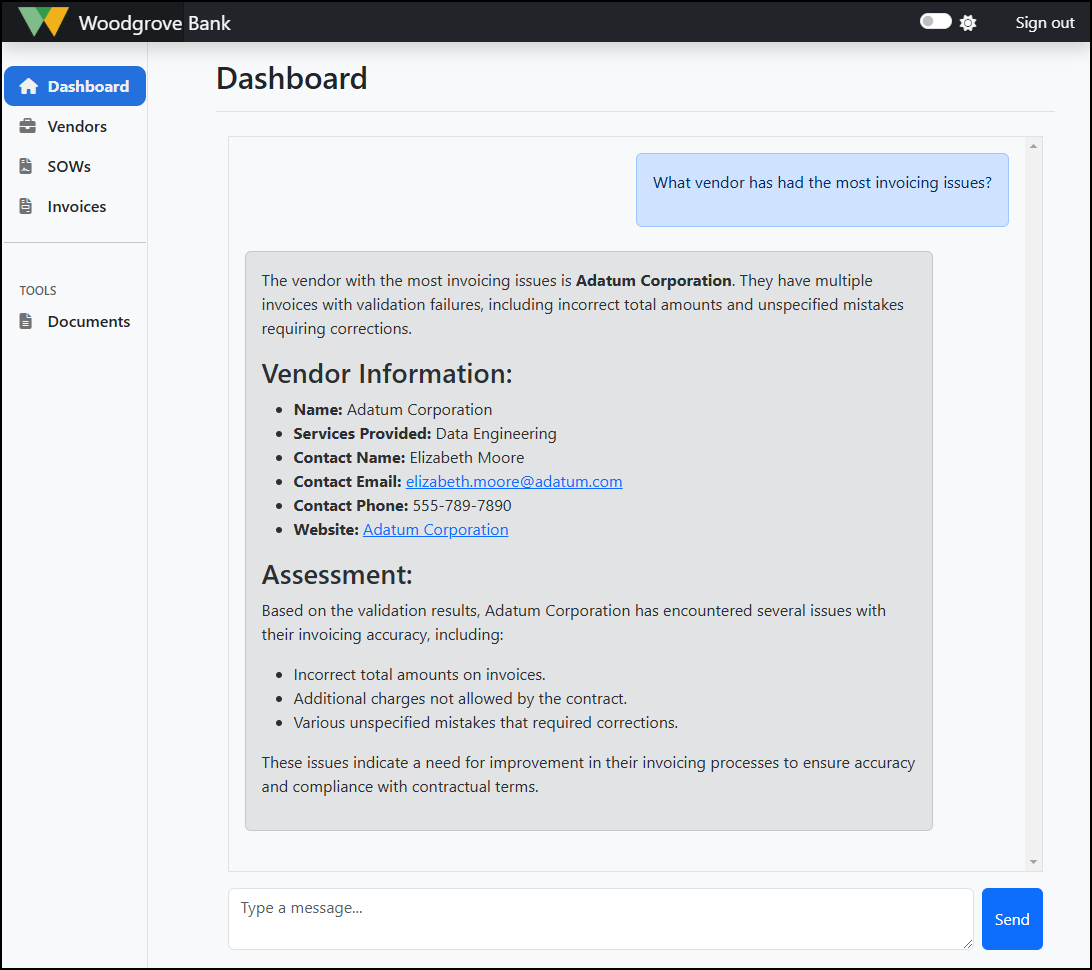 Woodgrove Bank
Sign out
Dashboard
Vendors
SOWs
Invoices
TOOLS
Documents
Dashboard
What vendor has had the most invoicing issues?
The vendor with the most invoicing issues is Adatum Corporation. They have multiple
invoices with validation failures, including incorrect total amounts and unspecified mistakes
requiring corrections.
Vendor Information:
• Name: Adatum Corporation
• Services Provided: Data Engineering
• Contact Name: Elizabeth Moore
• Contact Email: elizabeth.moore@adatum.com
• Contact Phone: 555-789-7890
• Website: Adatum Corporation
Assessment:
Based on the validation results, Adatum Corporation has encountered several issues with
their invoicing accuracy, including:
• Incorrect total amounts on invoices.
• Additional charges not allowed by the contract.
• Various unspecified mistakes that required corrections.
These issues indicate a need for improvement in their invoicing processes to ensure accuracy
and compliance with contractual terms.
Type a message...
Send